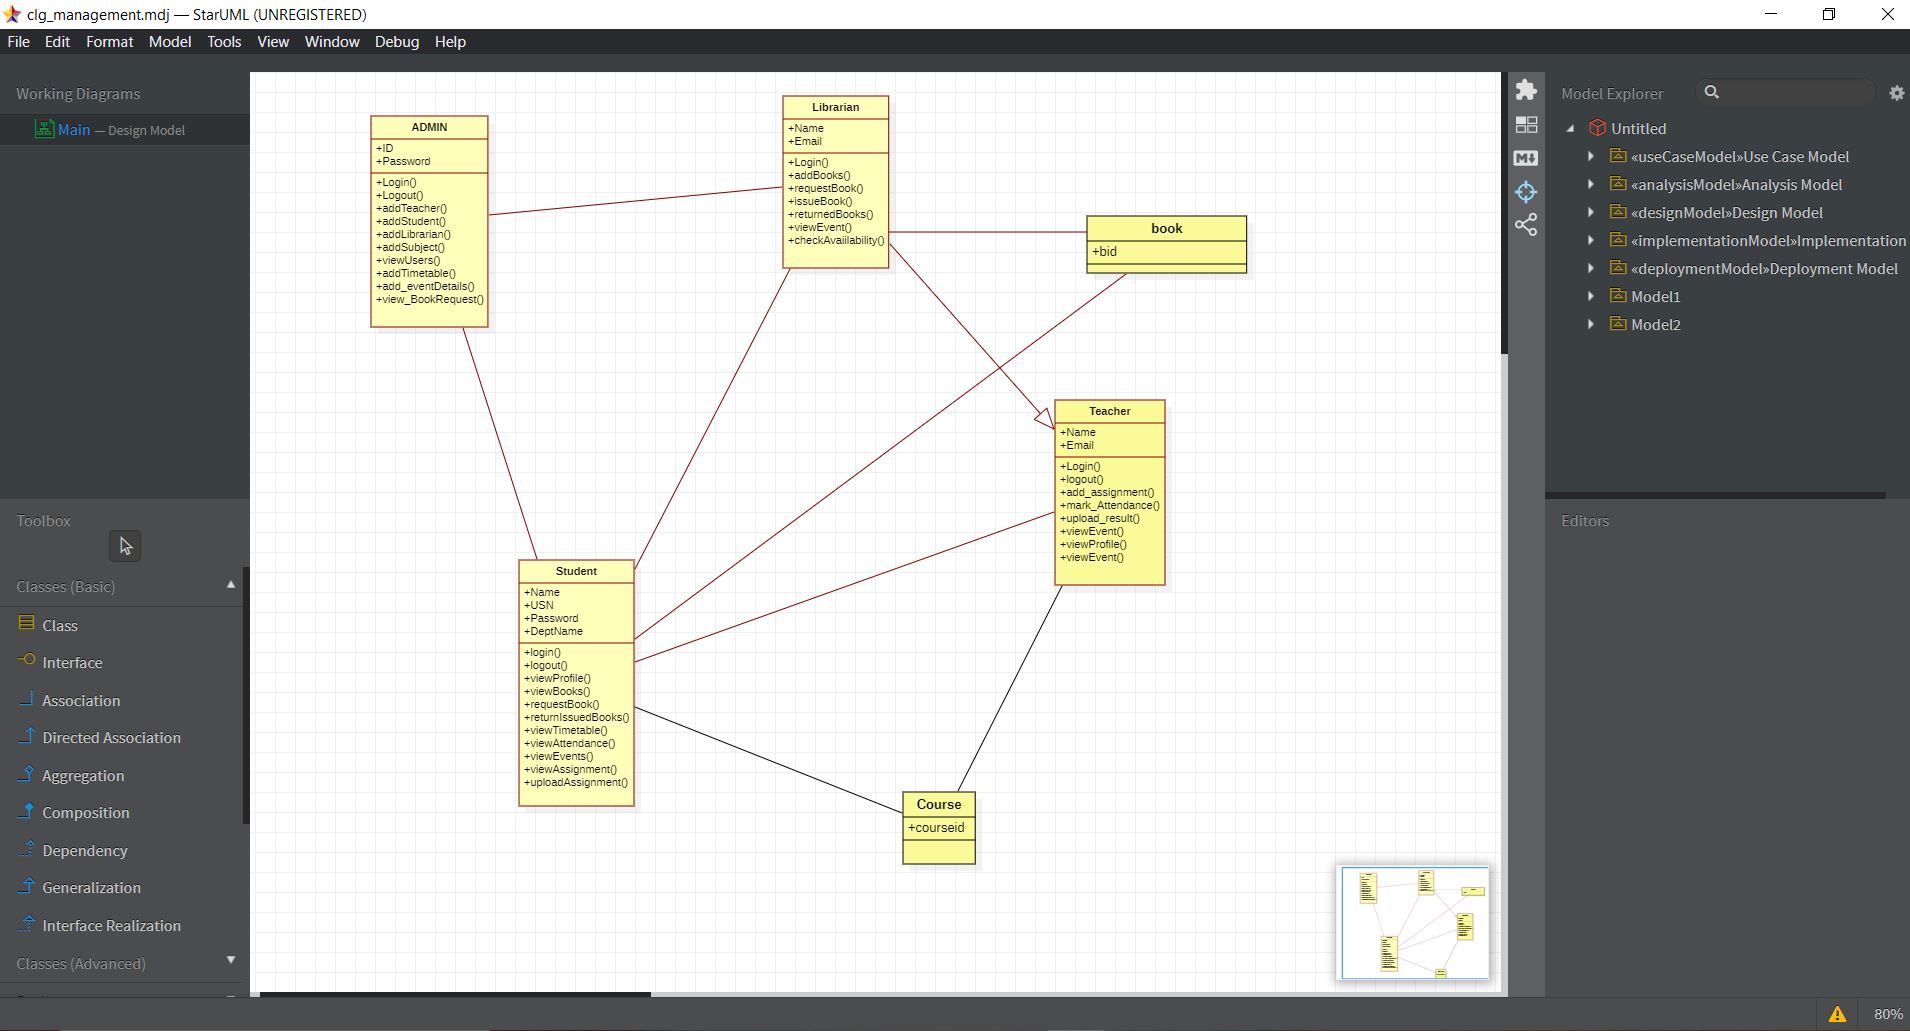 clg_management.mdj — StarUML (UNREGISTERED)
File Edit Format Model Tools View Window Debug Help
Working Diagrams
Main — Design Model
Toolbox
Classes (Basic)
Class
Interface
Association
Directed Association
Aggregation
Composition
Dependency
Generalization
Interface Realization
Classes (Advanced)
ADMIN
+ID
+Password
+Login()
+Logout()
+addTeacher()
+addStudent()
+addLibrarian()
+addSubject()
+viewUsers()
+addTimetable()
+add_eventDetails()
+view_BookRequest()
Librarian
+Name
+Email
+Login()
+addBooks()
+requestBook()
+issueBook()
+returnedBooks()
+viewEvent()
+checkAvaiilability()
book
+bid
Teacher
+Name
+Email
+Login()
+logout()
+add_assignment()
+mark_Attendance()
+upload_result()
+viewEvent()
+viewProfile()
+viewEvent()
Student
+Name
+USN
+Password
+DeptName
+login()
+logout()
+viewProfile()
+viewBooks()
+requestBook()
+returnIssuedBooks()
+viewTimetable()
+viewAttendance()
+viewEvents()
+viewAssignment()
+uploadAssignment()
Course
+courseid
M
Model Explorer
Untitled
«useCaseModel»Use Case Model
«analysisModel»Analysis Model
«designModel»Design Model
«implementationModel»Implementation
«deploymentModel»Deployment Model
Model1
Model2
Editors
80%